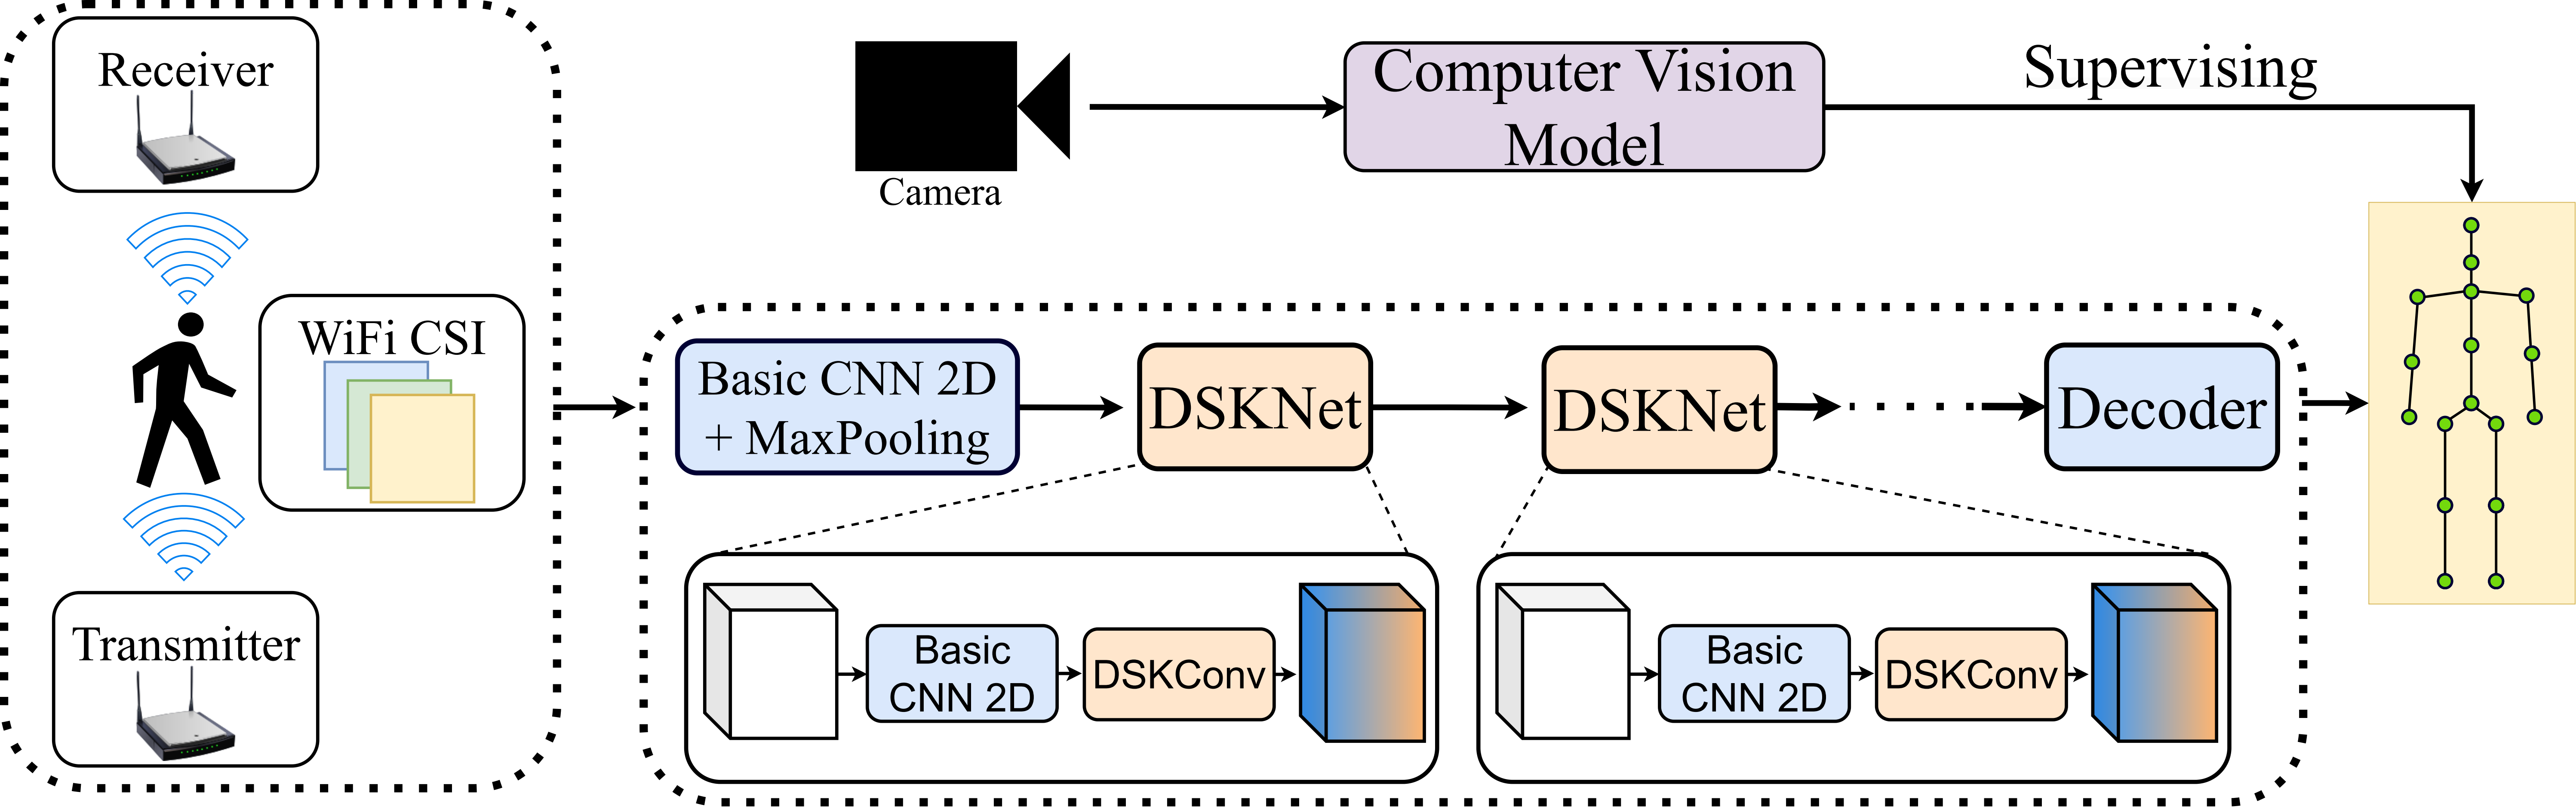 Receiver
WiFi CSI
Transmitter
Camera
Computer Vision
Model
Supervising
Basic CNN 2D
+ MaxPooling
DSKNet
DSKNet
Decoder
Basic
CNN 2D
DSKConv
Basic
CNN 2D
DSKConv